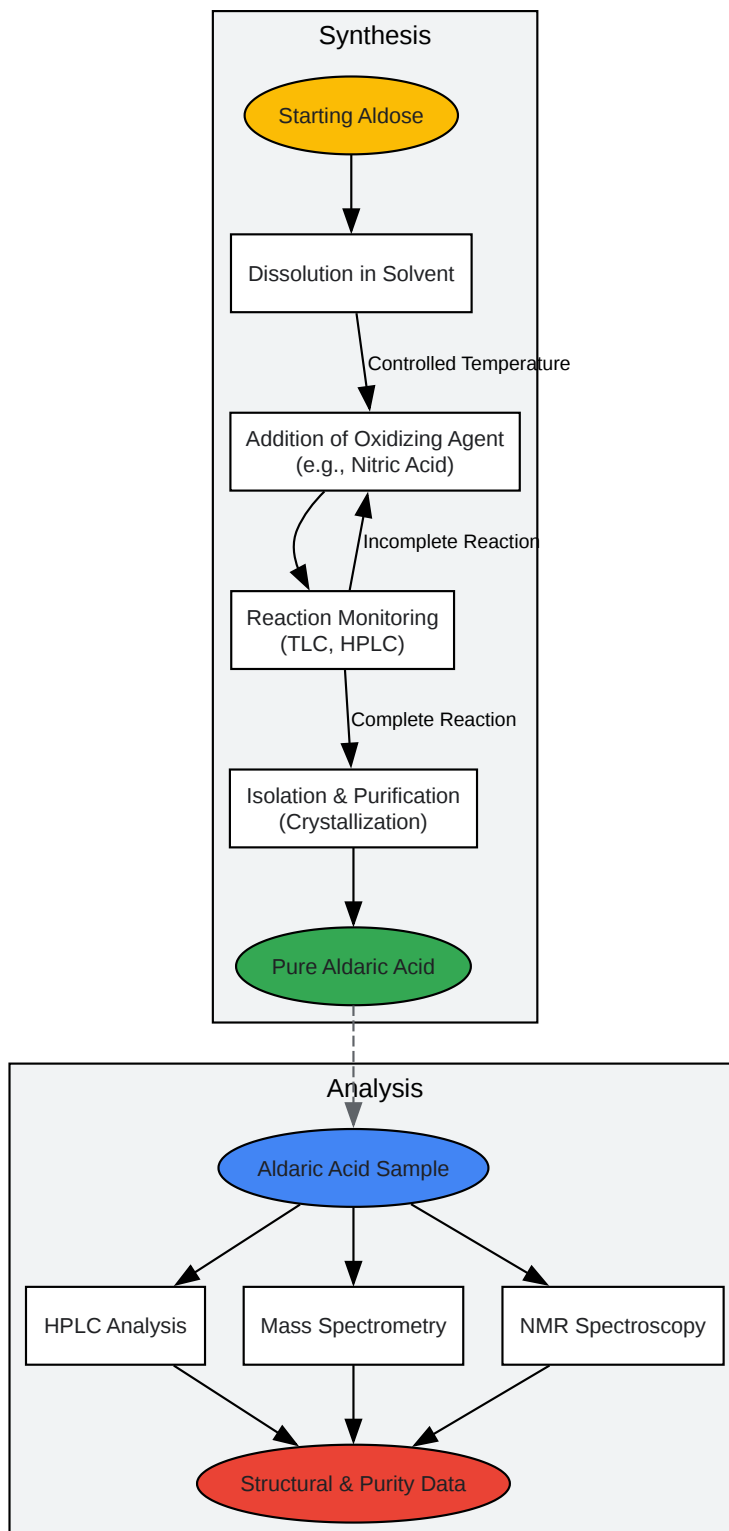 Synthesis
Starting Aldose
Dissolution in Solvent
Controlled Temperature
Addition of Oxidizing Agent
(e.g., Nitric Acid)
Incomplete Reaction
Reaction Monitoring
(TLC, HPLC)
Complete Reaction
Isolation & Purification
(Crystallization)
Pure Aldaric Acid
Analysis
Aldaric Acid Sample
HPLC Analysis
Mass Spectrometry
NMR Spectroscopy
Structural & Purity Data